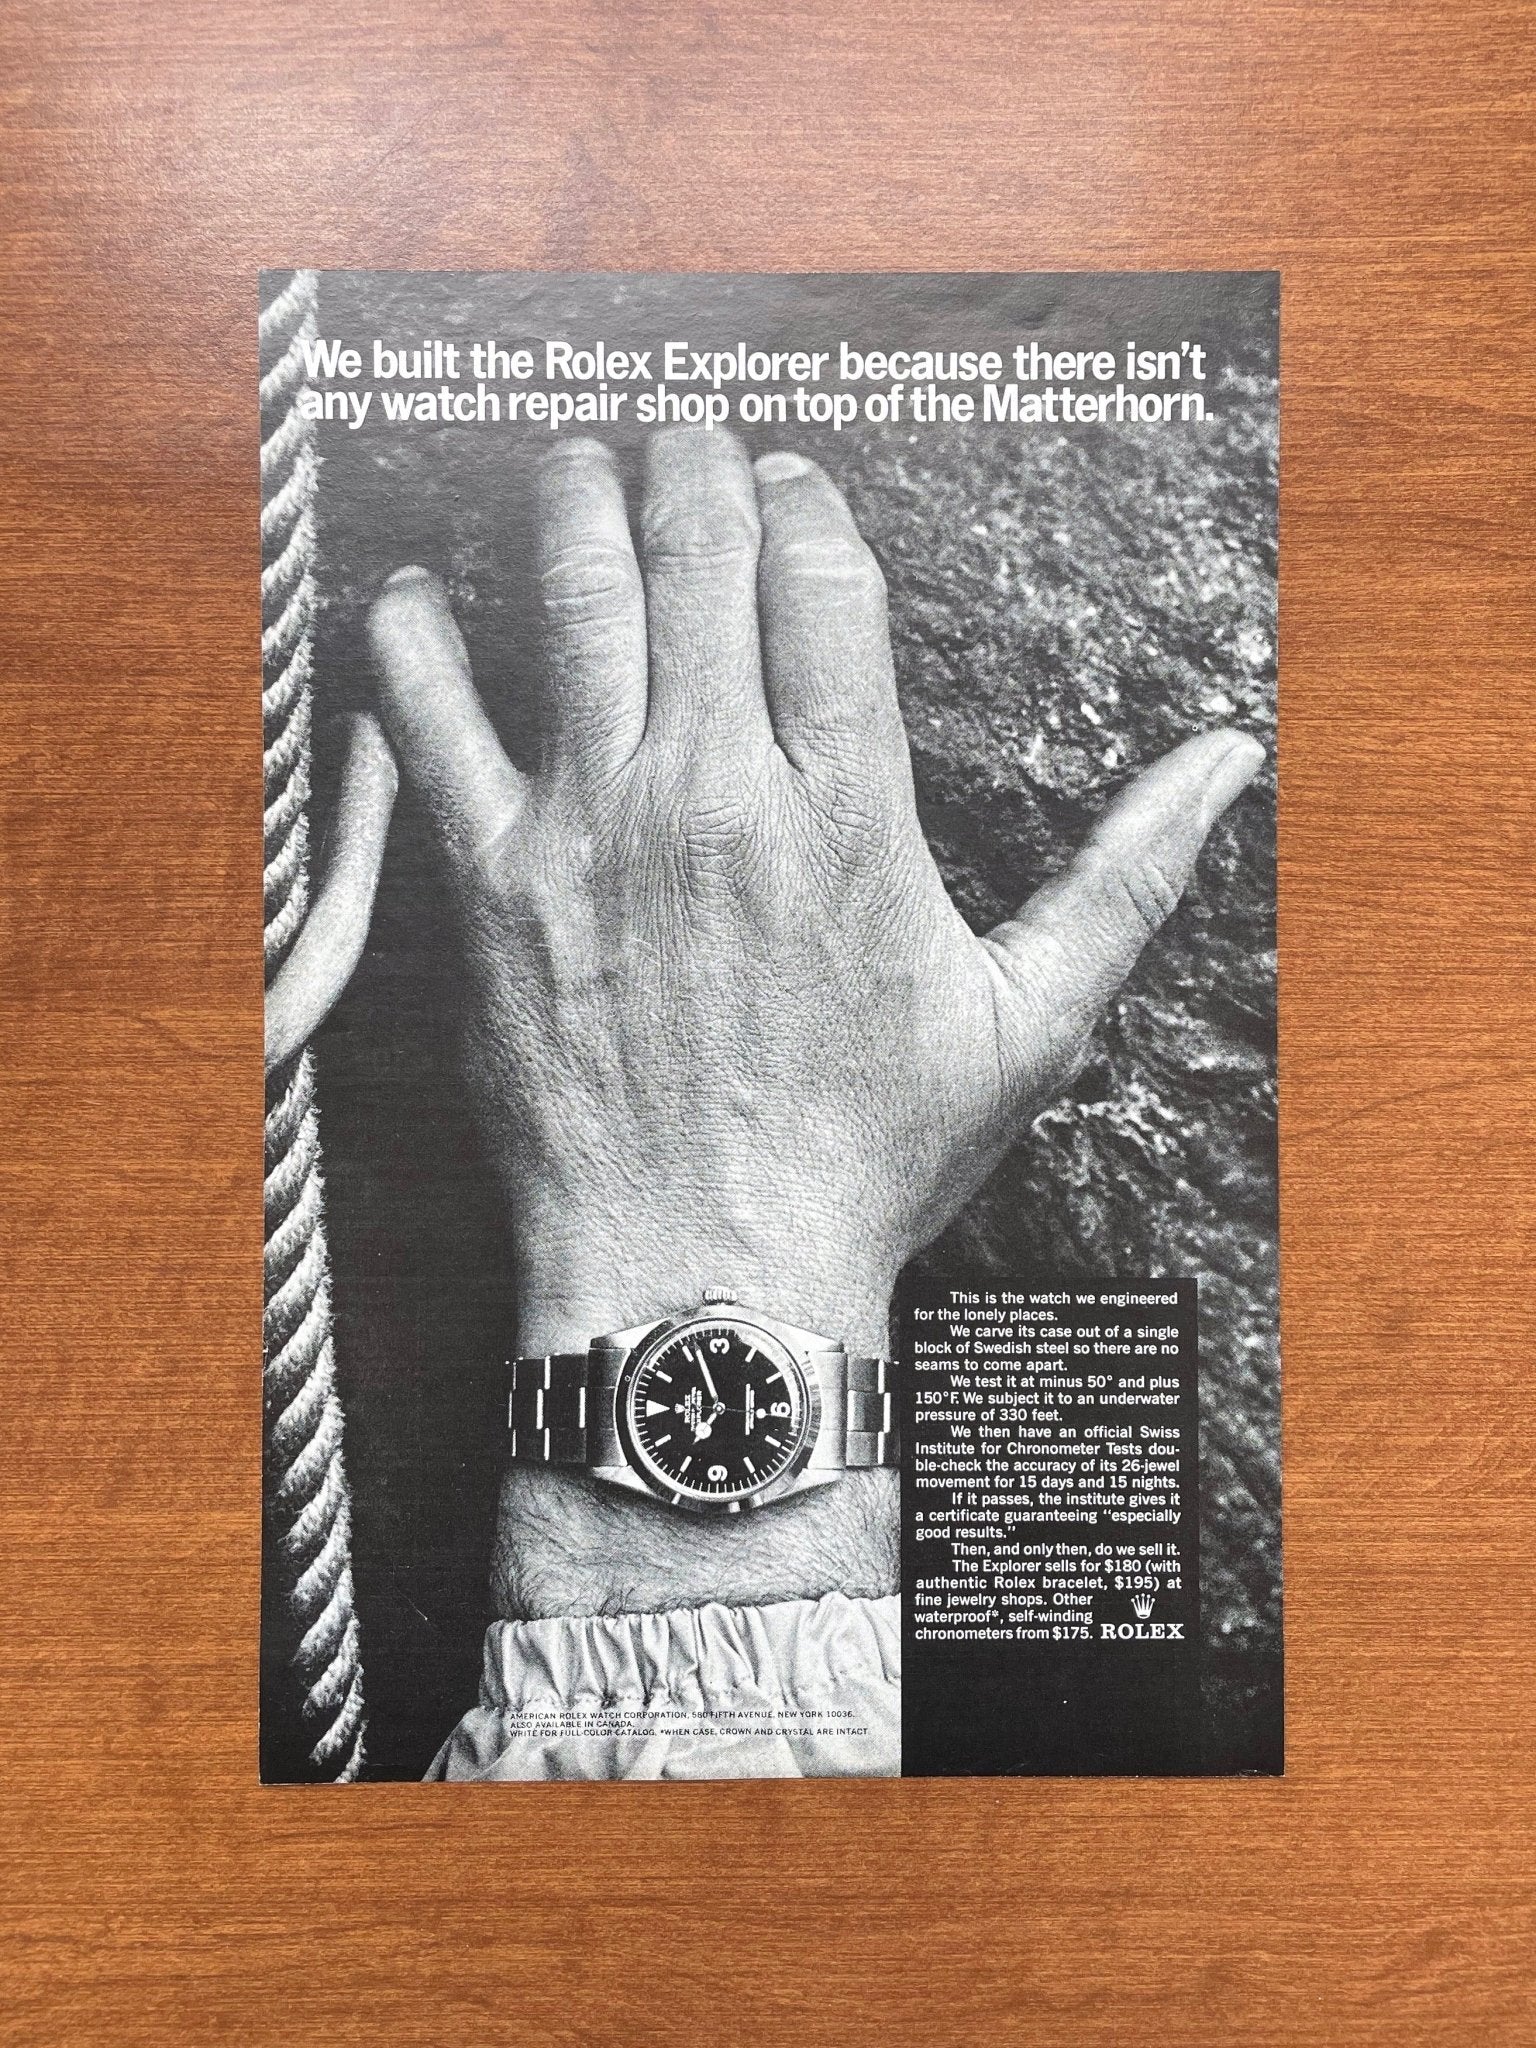 We built the Rolex Explorer because there isn't
any watch repair shop on top of the Matterhorn.
3
6
9
ROLEX
This is the watch we engineered
for the lonely places.
We carve its case out of a single
block of Swedish steel so there are no
seams to come apart.
We test it at minus 50° and plus
150°F. We subject it to an underwater
pressure of 330 feet.
We then have an official Swiss
Institute for Chronometer Tests dou-
ble-check the accuracy of its 26-jewel
movement for 15 days and 15 nights.
If it passes, the institute gives it
a certificate guaranteeing "especially
good results."
Then, and only then, do we sell it.
The Explorer sells for $180 (with
authentic Rolex bracelet, $195) at
fine jewelry shops. Other
waterproof*, self-winding
chronometers from $175.
ROLEX
AMERICAN ROLEX WATCH CORPORATION, 580 FIFTH AVENUE, NEW YORK 10036.
ALSO AVAILABLE IN CANADA.
WRITE FOR FULL-COLOR CATALOG. *WHEN CASE, CROWN AND CRYSTAL ARE INTACT.